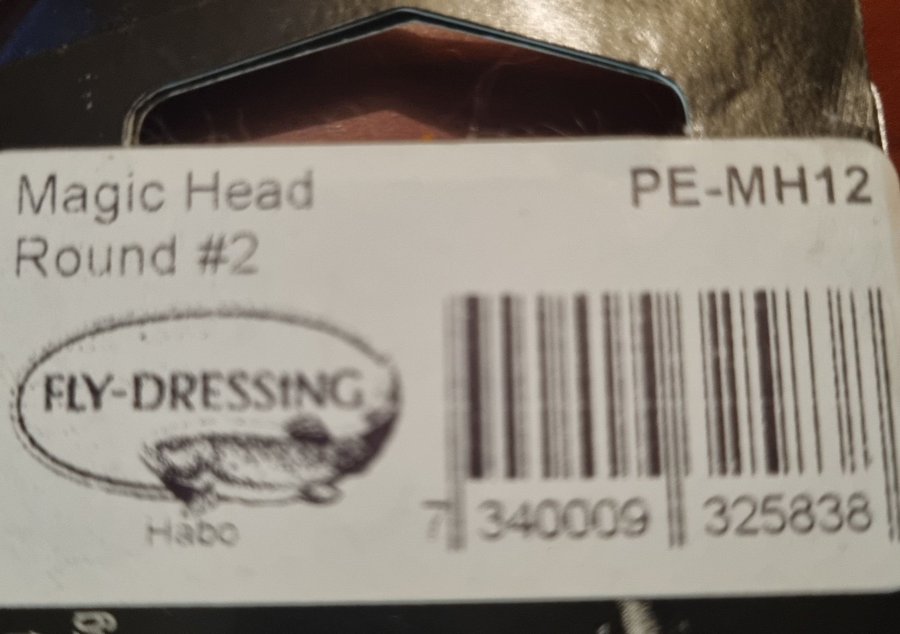 Magic Head
Round #2
PE-MH12
FLY-DRESSING
Habo
7 340009 325838